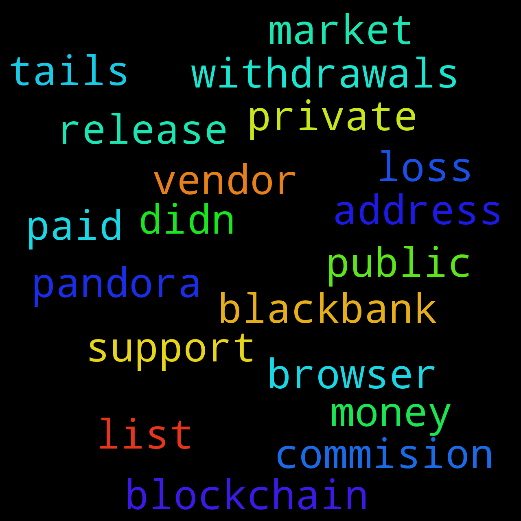 market
tails
withdrawals
private
release
loss
vendor
address
paid
didn
public
pandora
blackbank
support
browser
money
list
commision
blockchain